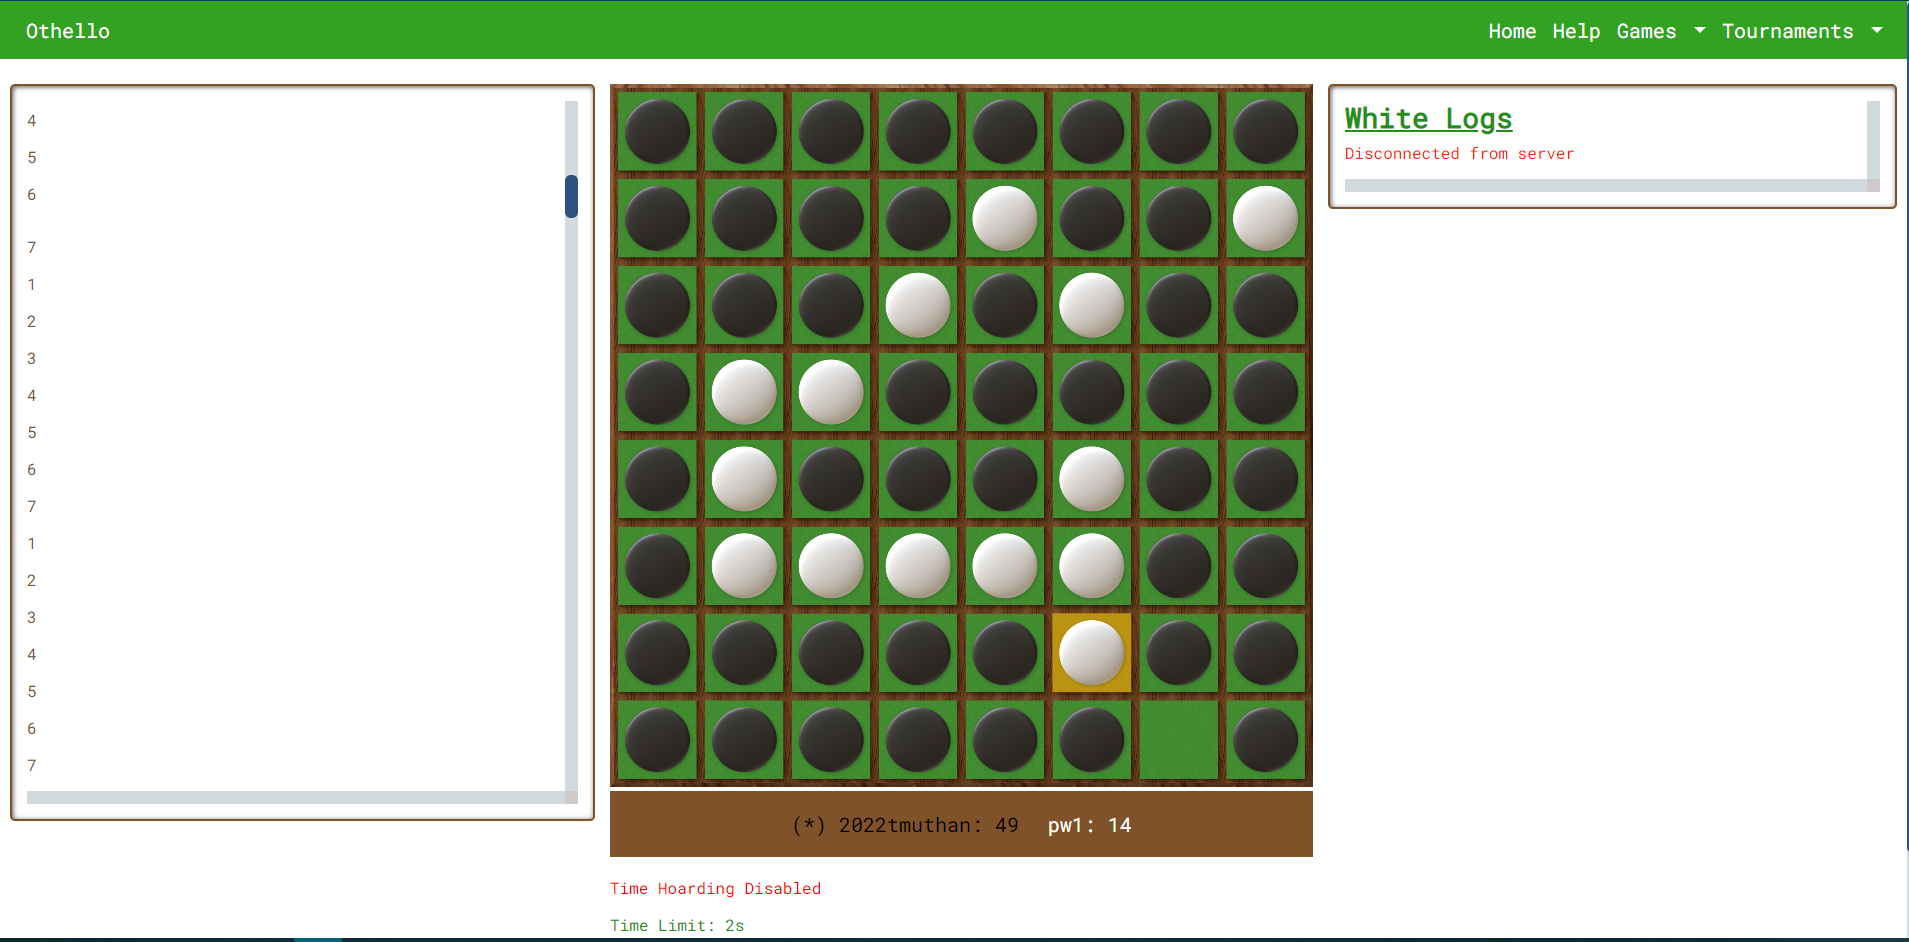 Othello
Home Help Games Tournaments
4
5
6
7
1
2
3
4
5
6
7
1
2
3
4
5
6
7
(*) 2022tmuthan: 49 pw1: 14
Time Hoarding Disabled
Time Limit: 2s
White Logs
Disconnected from server